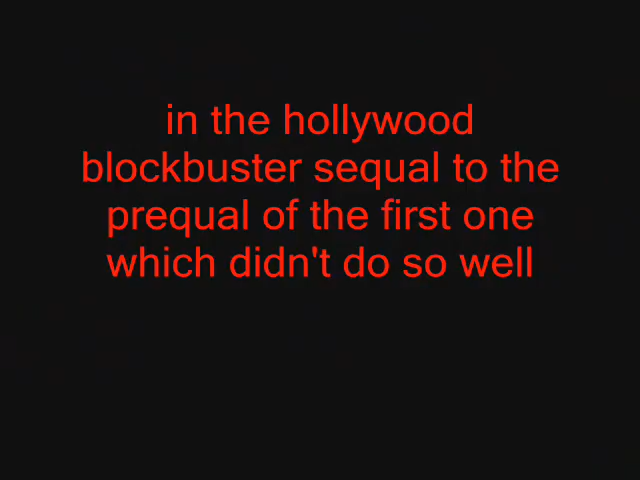 in the hollywood
blockbuster sequal to the
prequal of the first one
which didn't do so well